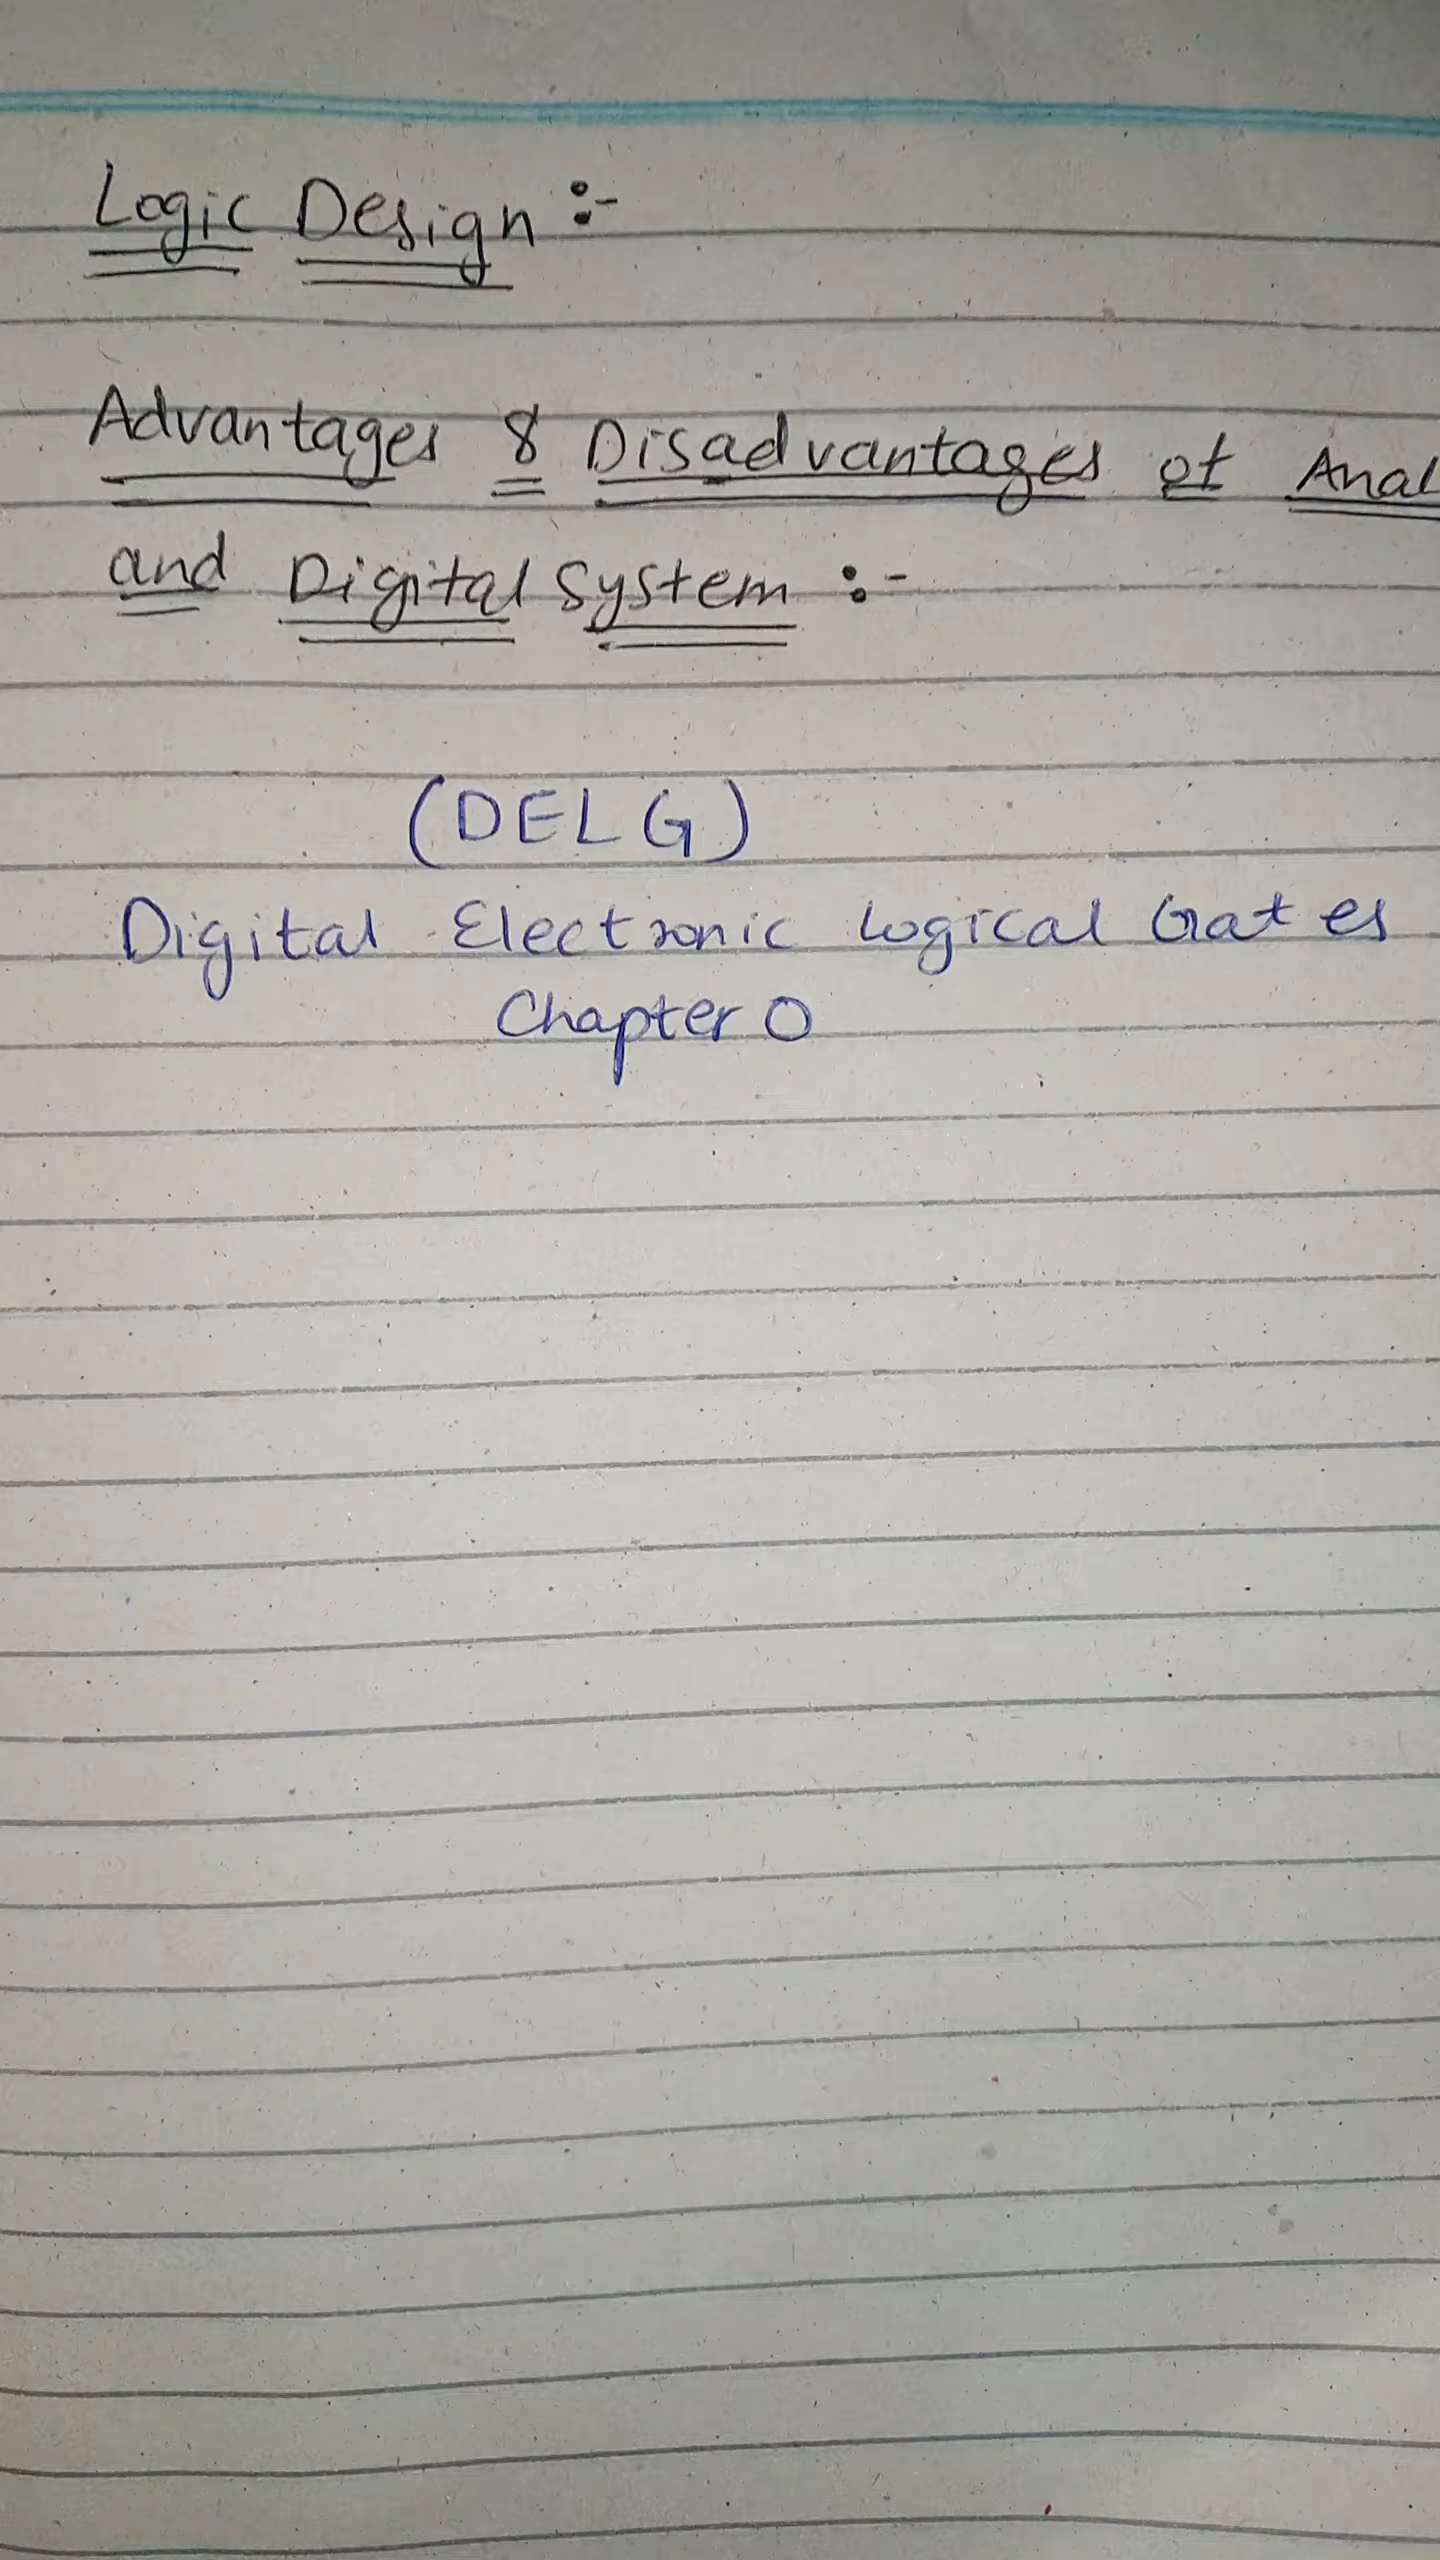 Logic Design :-
Advantages & Disadvantages of Anal
and Digital System :-
(DELG)
Digital Electronic Logical Gates
Chapter 0